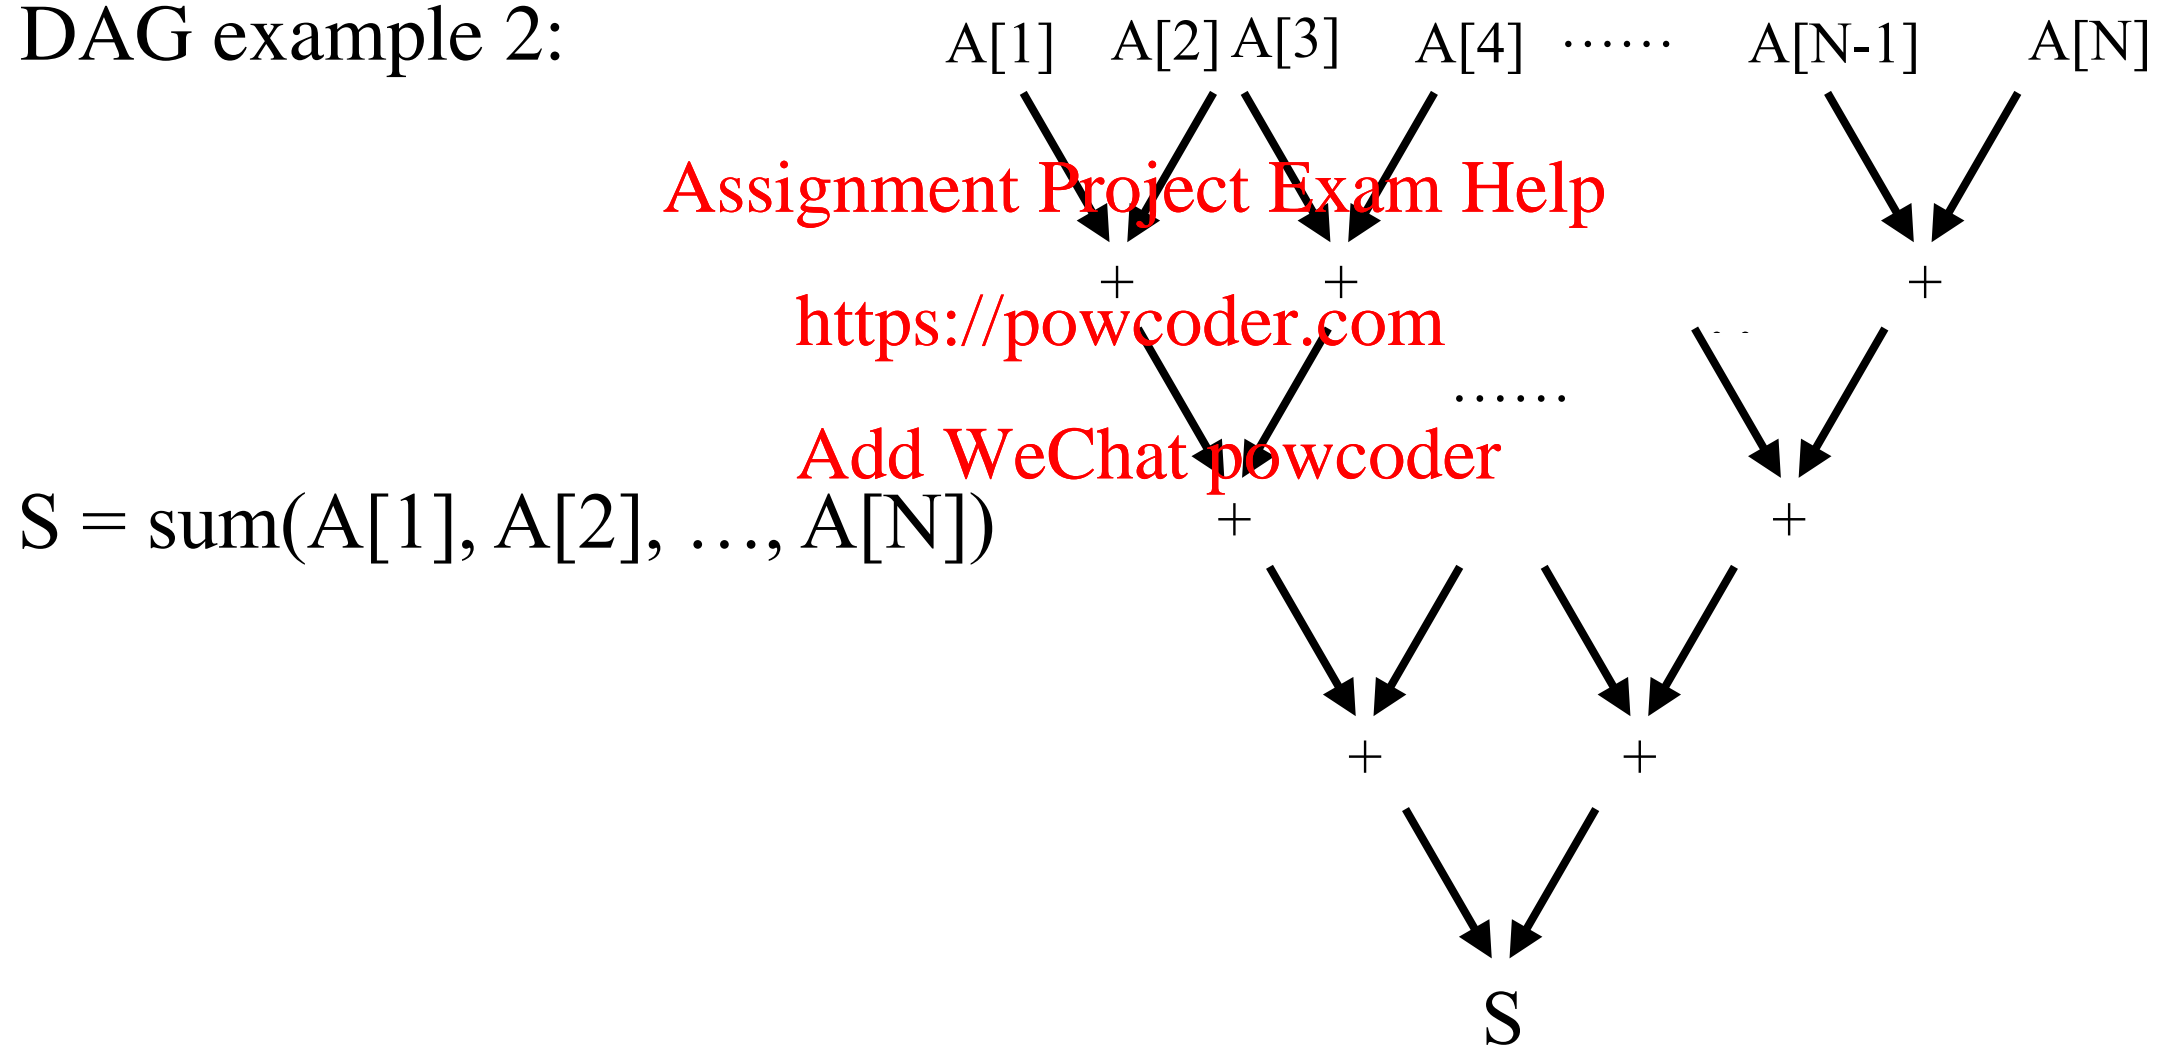 DAG example 2:
A[1] A[2] A[3] A[4] …… A[N-1] A[N]
Assignment Project Exam Help
+ + +
https://powcoder.com
……
Add WeChat powcoder
S = sum(A[1], A[2], …, A[N])
+ +
+ +
S